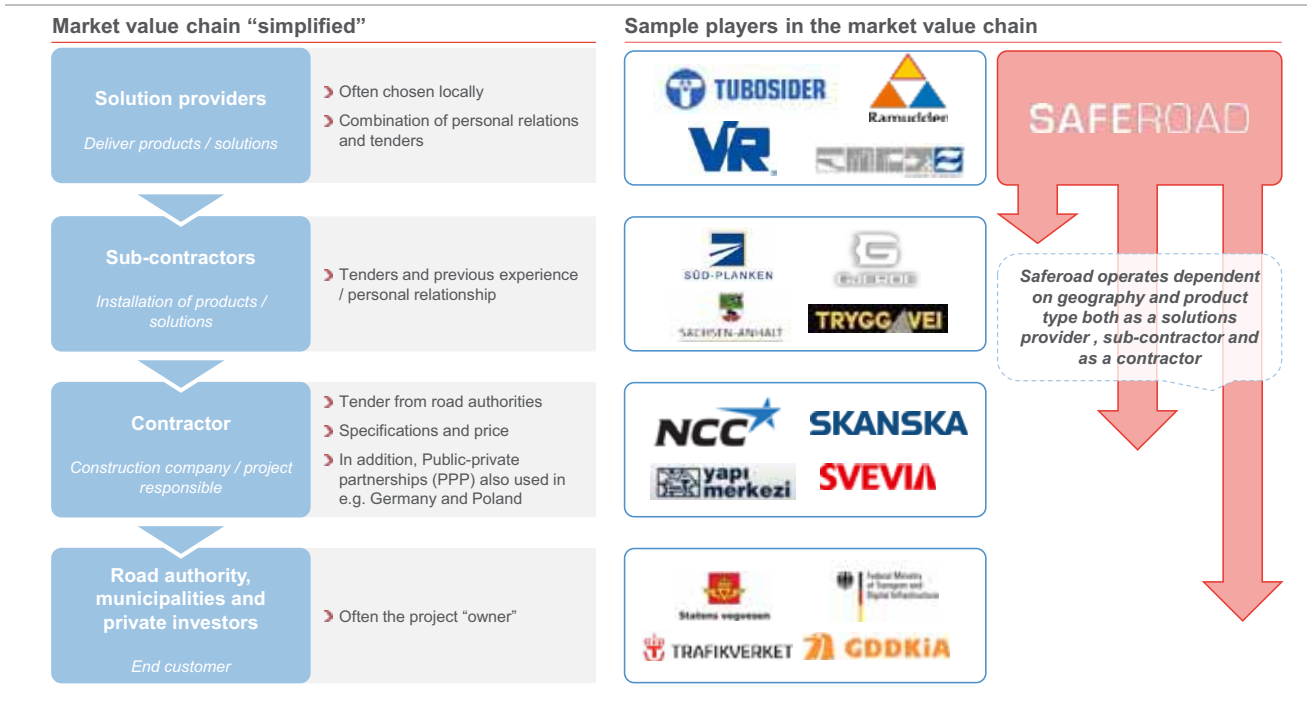 Market value chain “simplified”
Solution providers
Deliver products / solutions
Often chosen locally
Combination of personal relations
and tenders
Sub-contractors
Installation of products /
solutions
Tenders and previous experience
/ personal relationship
Contractor
Construction company / project
responsible
Tender from road authorities
Specifications and price
In addition, Public-private
partnerships (PPP) also used in
e.g. Germany and Poland
Road authority,
municipalities and
private investors
End customer
Often the project “owner”
Sample players in the market value chain
TUBOSIDER
Ramudden
VR
SÜD-PLANKEN
SACHSEN-ANHALT
TRYGG VEI
NCC
SKANSKA
yapı
merkezi
SVEVIA
Statens vegvesen
Federal Ministry
of Transport and
Digital Infrastructure
TRAFIKVERKET
GDDKiA
SAFEROAD
Saferoad operates dependent
on geography and product
type both as a solutions
provider , sub-contractor and
as a contractor